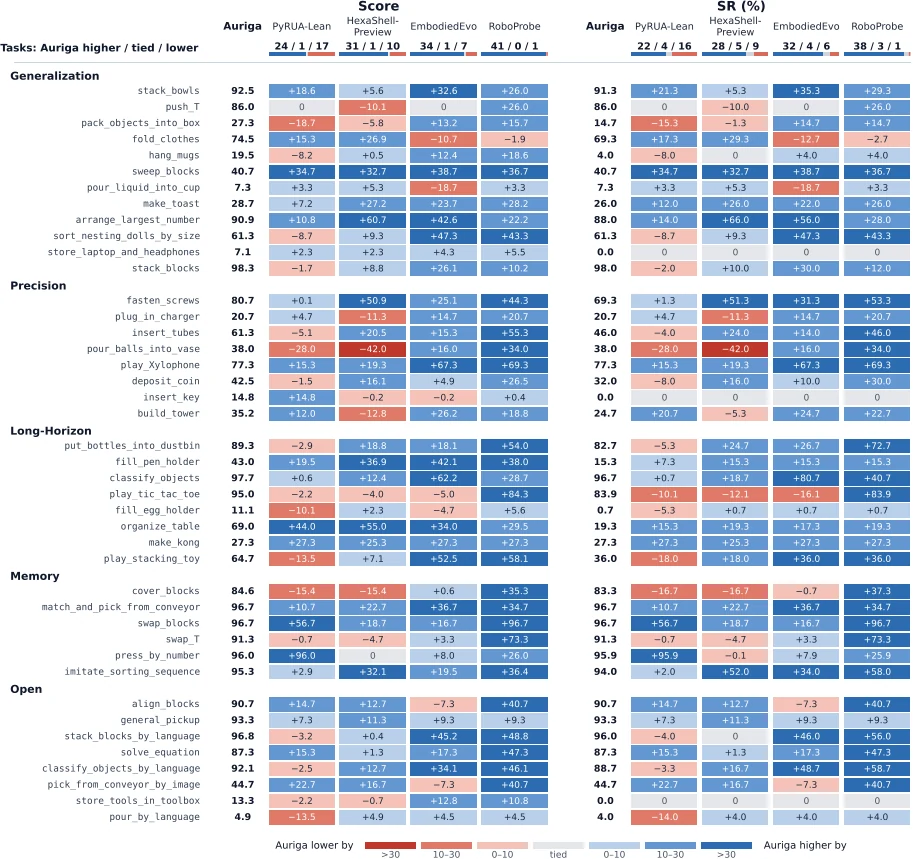 Score SR (%)
Auriga PyRUA-Lean HexaShell-Preview EmbodiedEvo RoboProbe Auriga PyRUA-Lean HexaShell-Preview EmbodiedEvo RoboProbe
Tasks: Auriga higher / tied / lower 24 / 1 / 17 31 / 1 / 10 34 / 1 / 7 41 / 0 / 1 22 / 4 / 16 28 / 5 / 9 32 / 4 / 6 38 / 3 / 1
Generalization
stack_bowls 92.5 +18.6 +5.6 +32.6 +26.0 91.3 +21.3 +5.3 +35.3 +29.3
push_T 86.0 0 −10.1 0 +26.0 86.0 0 −10.0 0 +26.0
pack_objects_into_box 27.3 −18.7 −5.8 +13.2 +15.7 14.7 −15.3 −1.3 +14.7 +14.7
fold_clothes 74.5 +15.3 +26.9 −10.7 −1.9 69.3 +17.3 +29.3 −12.7 −2.7
hang_mugs 19.5 −8.2 +0.5 +12.4 +18.6 4.0 −8.0 0 +4.0 +4.0
sweep_blocks 40.7 +34.7 +32.7 +38.7 +36.7 40.7 +34.7 +32.7 +38.7 +36.7
pour_liquid_into_cup 7.3 +3.3 +5.3 −18.7 +3.3 7.3 +3.3 +5.3 −18.7 +3.3
make_toast 28.7 +7.2 +27.2 +23.7 +28.2 26.0 +12.0 +26.0 +22.0 +26.0
arrange_largest_number 90.9 +10.8 +60.7 +42.6 +22.2 88.0 +14.0 +66.0 +56.0 +28.0
sort_nesting_dolls_by_size 61.3 −8.7 +9.3 +47.3 +43.3 61.3 −8.7 +9.3 +47.3 +43.3
store_laptop_and_headphones 7.1 +2.3 +2.3 +4.3 +5.5 0.0 0 0 0 0
stack_blocks 98.3 −1.7 +8.8 +26.1 +10.2 98.0 −2.0 +10.0 +30.0 +12.0
Precision
fasten_screws 80.7 +0.1 +50.9 +25.1 +44.3 69.3 +1.3 +51.3 +31.3 +53.3
plug_in_charger 20.7 +4.7 −11.3 +14.7 +20.7 20.7 +4.7 −11.3 +14.7 +20.7
insert_tubes 61.3 −5.1 +20.5 +15.3 +55.3 46.0 −4.0 +24.0 +14.0 +46.0
pour_balls_into_vase 38.0 −28.0 −42.0 +16.0 +34.0 38.0 −28.0 −42.0 +16.0 +34.0
play_Xylophone 77.3 +15.3 +19.3 +67.3 +69.3 77.3 +15.3 +19.3 +67.3 +69.3
deposit_coin 42.5 −1.5 +16.1 +4.9 +26.5 32.0 −8.0 +16.0 +10.0 +30.0
insert_key 14.8 +14.8 −0.2 −0.2 +0.4 0.0 0 0 0 0
build_tower 35.2 +12.0 −12.8 +26.2 +18.8 24.7 +20.7 −5.3 +24.7 +22.7
Long-Horizon
put_bottles_into_dustbin 89.3 −2.9 +18.8 +18.1 +54.0 82.7 −5.3 +24.7 +26.7 +72.7
fill_pen_holder 43.0 +19.5 +36.9 +42.1 +38.0 15.3 +7.3 +15.3 +15.3 +15.3
classify_objects 97.7 +0.6 +12.4 +62.2 +28.7 96.7 +0.7 +18.7 +80.7 +40.7
play_tic_tac_toe 95.0 −2.2 −4.0 −5.0 +84.3 83.9 −10.1 −12.1 −16.1 +83.9
fill_egg_holder 11.1 −10.1 +2.3 −4.7 +5.6 0.7 −5.3 +0.7 +0.7 +0.7
organize_table 69.0 +44.0 +55.0 +34.0 +29.5 19.3 +15.3 +19.3 +17.3 +19.3
make_kong 27.3 +27.3 +25.3 +27.3 +27.3 27.3 +27.3 +25.3 +27.3 +27.3
play_stacking_toy 64.7 −13.5 +7.1 +52.5 +58.1 36.0 −18.0 +18.0 +36.0 +36.0
Memory
cover_blocks 84.6 −15.4 −15.4 +0.6 +35.3 83.3 −16.7 −16.7 −0.7 +37.3
match_and_pick_from_conveyor 96.7 +10.7 +22.7 +36.7 +34.7 96.7 +10.7 +22.7 +36.7 +34.7
swap_blocks 96.7 +56.7 +18.7 +16.7 +96.7 96.7 +56.7 +18.7 +16.7 +96.7
swap_T 91.3 −0.7 −4.7 +3.3 +73.3 91.3 −0.7 −4.7 +3.3 +73.3
press_by_number 96.0 +96.0 0 +8.0 +26.0 95.9 +95.9 −0.1 +7.9 +25.9
imitate_sorting_sequence 95.3 +2.9 +32.1 +19.5 +36.4 94.0 +2.0 +52.0 +34.0 +58.0
Open
align_blocks 90.7 +14.7 +12.7 −7.3 +40.7 90.7 +14.7 +12.7 −7.3 +40.7
general_pickup 93.3 +7.3 +11.3 +9.3 +9.3 93.3 +7.3 +11.3 +9.3 +9.3
stack_blocks_by_language 96.8 −3.2 +0.4 +45.2 +48.8 96.0 −4.0 0 +46.0 +56.0
solve_equation 87.3 +15.3 +1.3 +17.3 +47.3 87.3 +15.3 +1.3 +17.3 +47.3
classify_objects_by_language 92.1 −2.5 +12.7 +34.1 +46.1 88.7 −3.3 +16.7 +48.7 +58.7
pick_from_conveyor_by_image 44.7 +22.7 +16.7 −7.3 +40.7 44.7 +22.7 +16.7 −7.3 +40.7
store_tools_in_toolbox 13.3 −2.2 −0.7 +12.8 +10.8 0.0 0 0 0 0
pour_by_language 4.9 −13.5 +4.9 +4.5 +4.5 4.0 −14.0 +4.0 +4.0 +4.0
Auriga lower by >30 10–30 0–10 tied 0–10 10–30 >30 Auriga higher by